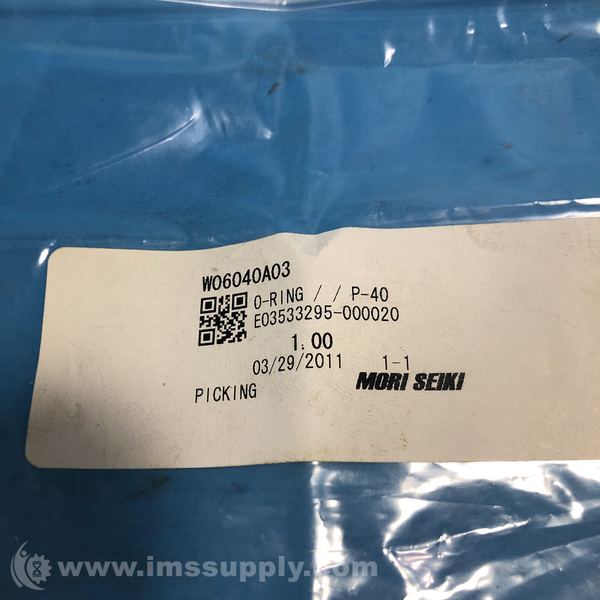 W06040A03
O-RING / / P-40
E03533295-000020
1.00
03/29/2011 1-1
PICKING
MORI SEIKI
www.imssupply.com